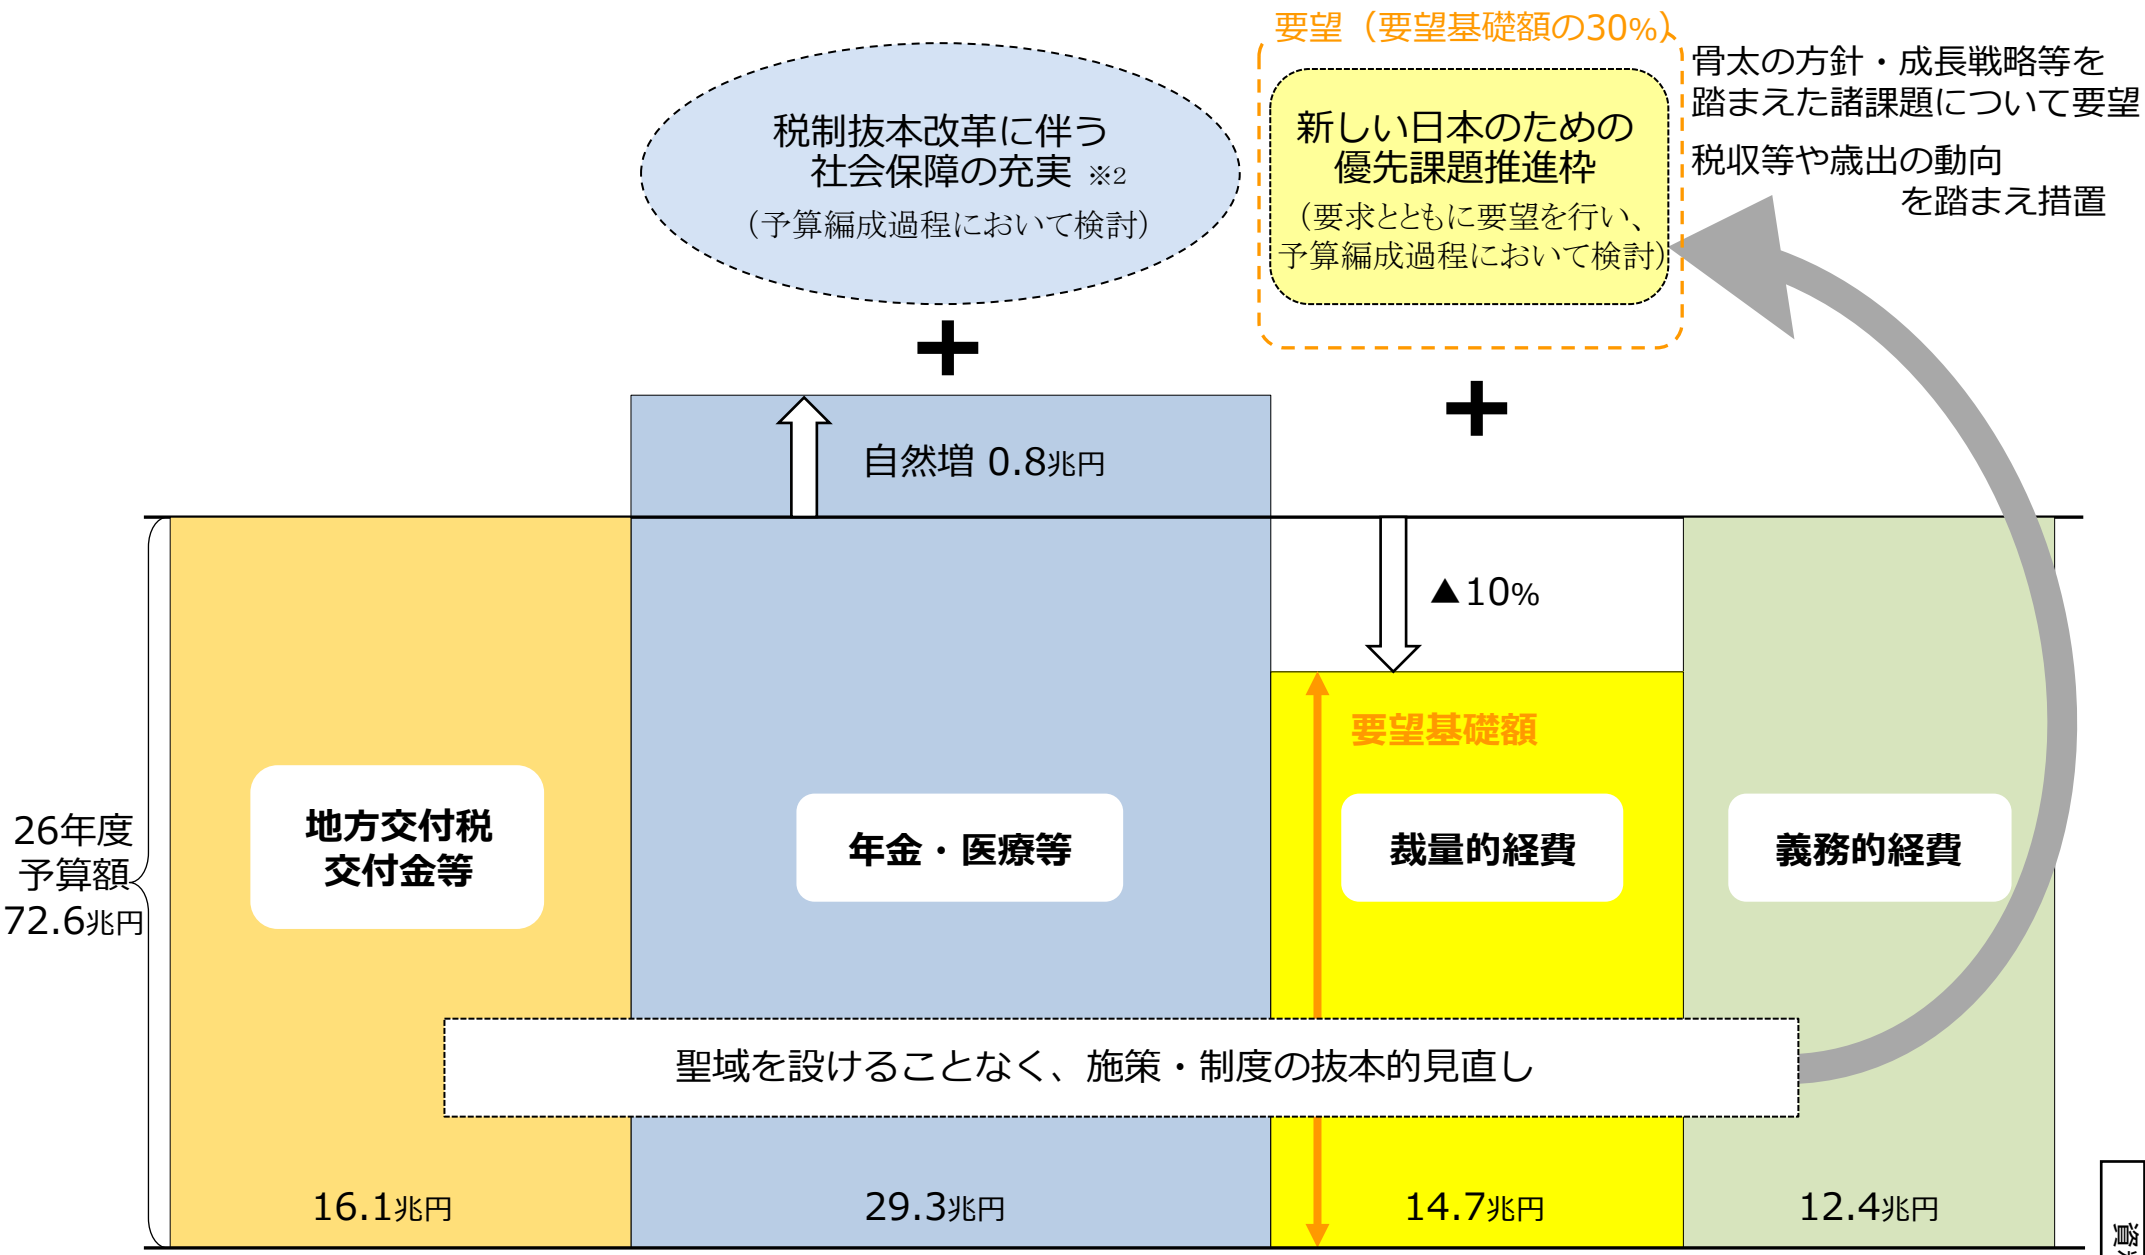 要望（要望基礎額の30%）
骨太の方針・成長戦略等を
踏まえた諸課題について要望
税収等や歳出の動向
を踏まえ措置
税制抜本改革に伴う
社会保障の充実 ※2
（予算編成過程において検討）
新しい日本のための
優先課題推進枠
（要求とともに要望を行い、
予算編成過程において検討）
+
+
自然増 0.8兆円
▲10%
要望基礎額
26年度
予算額
72.6兆円
地方交付税
交付金等
年金・医療等
裁量的経費
義務的経費
聖域を設けることなく、施策・制度の抜本的見直し
16.1兆円
29.3兆円
14.7兆円
12.4兆円